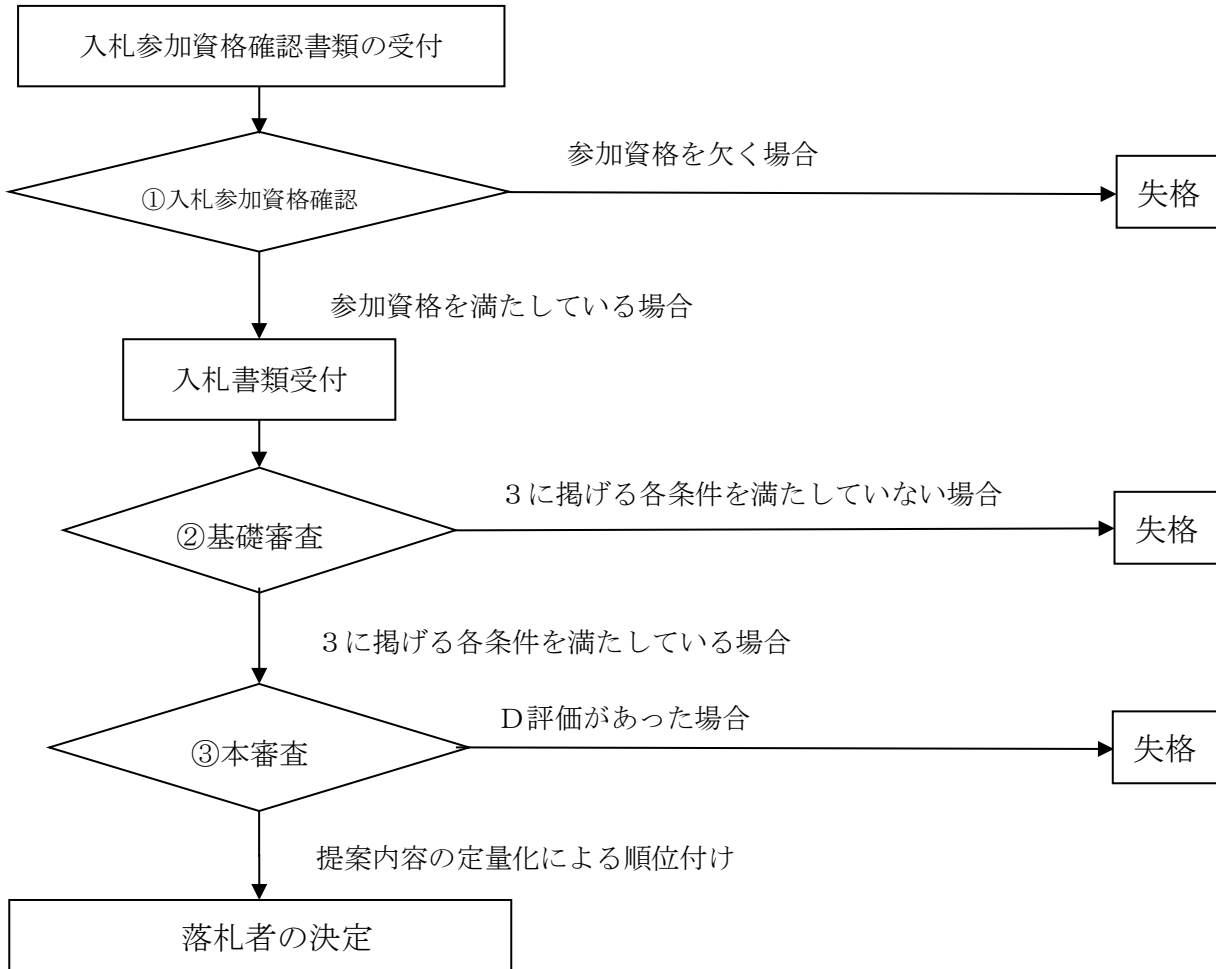 入札参加資格確認書類の受付
参加資格を欠く場合
①入札参加資格確認
失格
参加資格を満たしている場合
入札書類受付
3に掲げる各条件を満たしていない場合
②基礎審査
失格
3に掲げる各条件を満たしている場合
D評価があった場合
③本審査
失格
提案内容の定量化による順位付け
落札者の決定